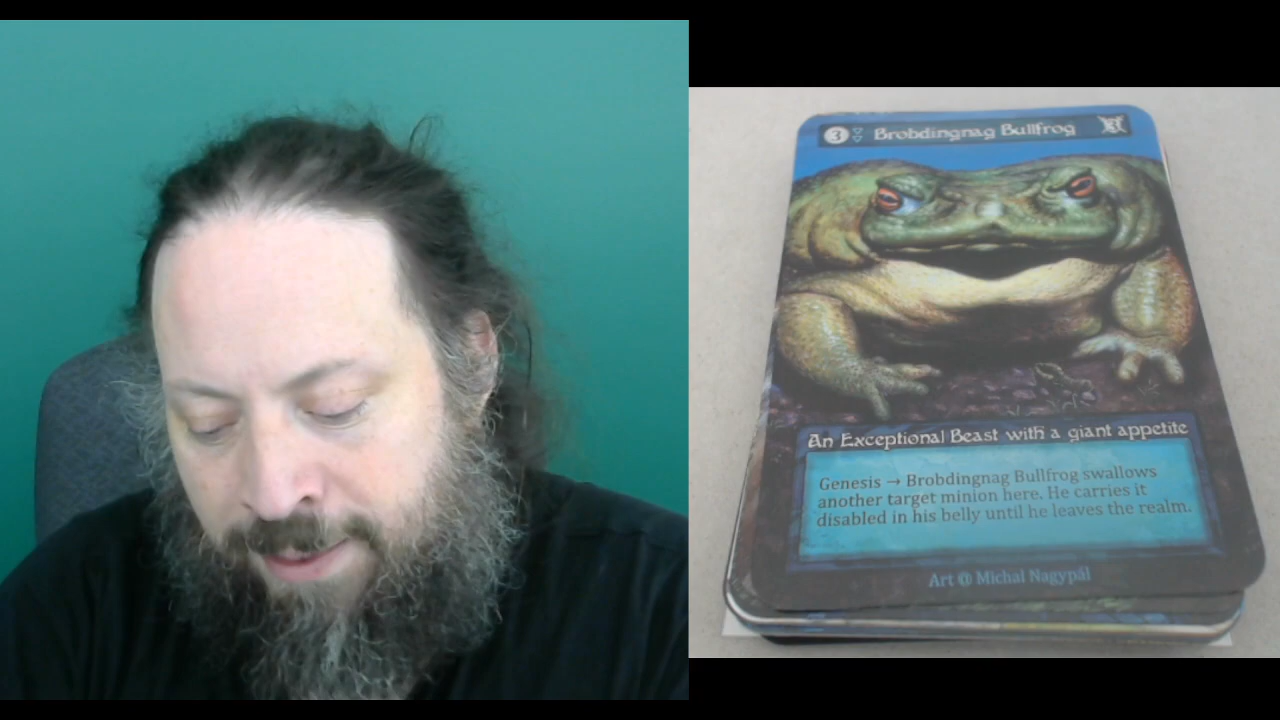 3 Brobdingnag Bullfrog 3
An Exceptional Beast with a giant appetite
Genesis → Brobdingnag Bullfrog swallows
another target minion here. He carries it
disabled in his belly until he leaves the realm.
Art @ Michal Nagypál